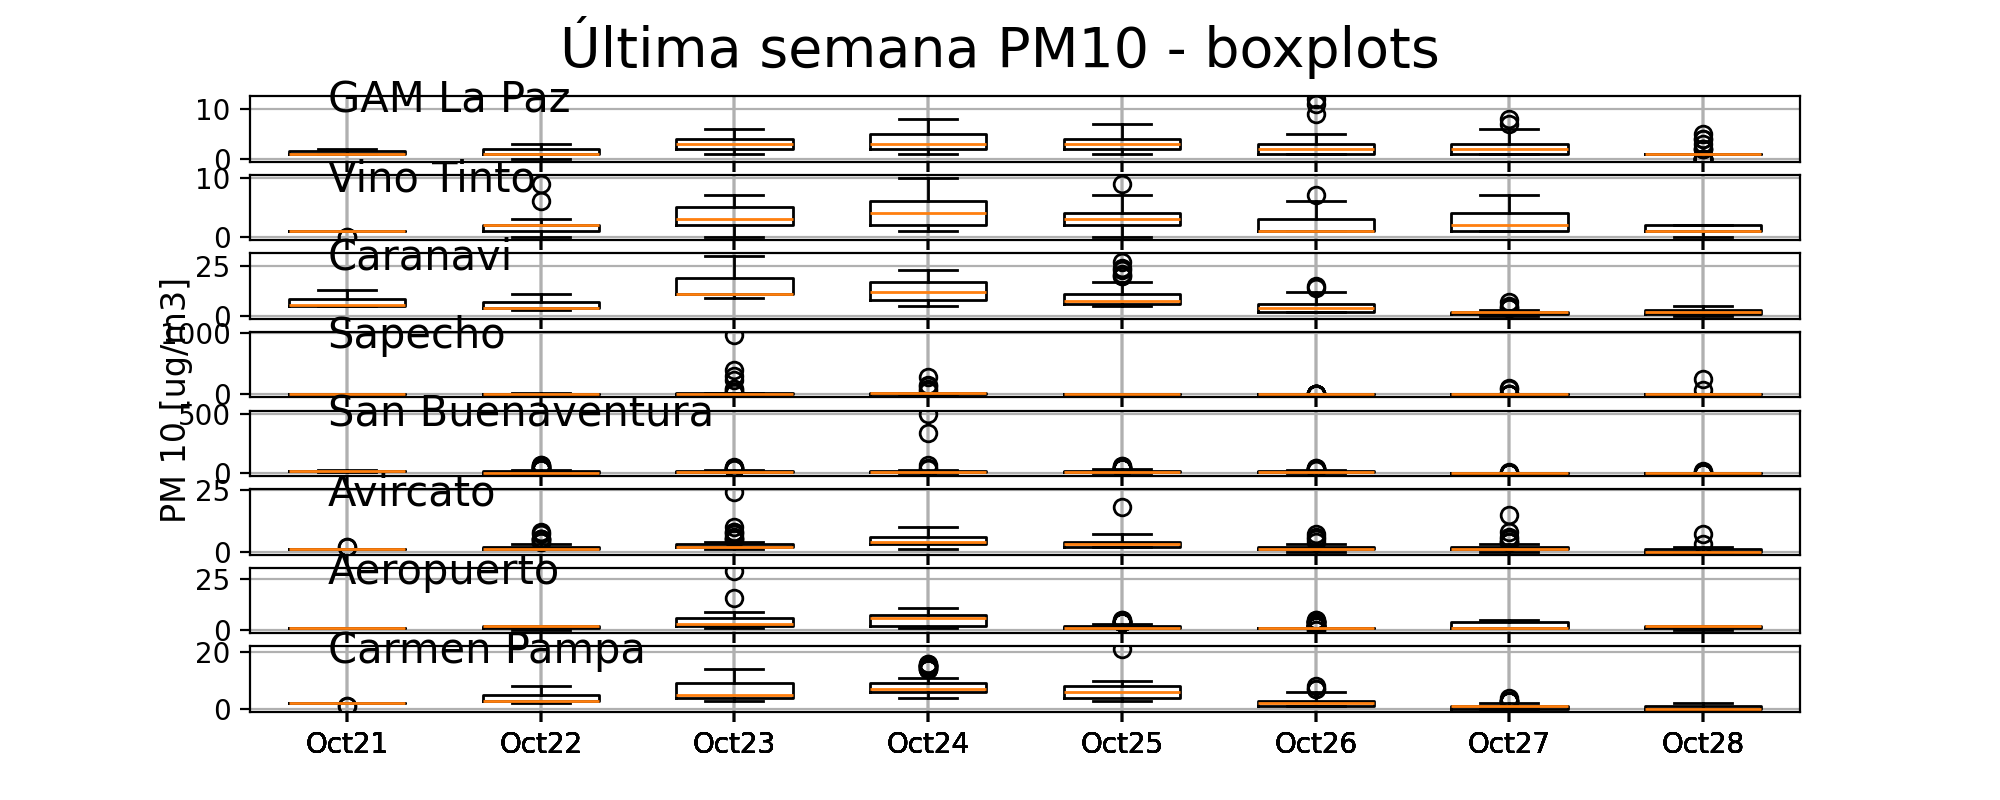 Última semana PM10 - boxplots
GAM La Paz
10
0
Vino Tinto
10
0
Caranavi
25
0
PM 10 [ug/m3]
Sapecho
1000
0
San Buenaventura
500
0
Avircato
25
0
Aeropuerto
25
0
Carmen Pampa
20
0
Oct21 Oct22 Oct23 Oct24 Oct25 Oct26 Oct27 Oct28